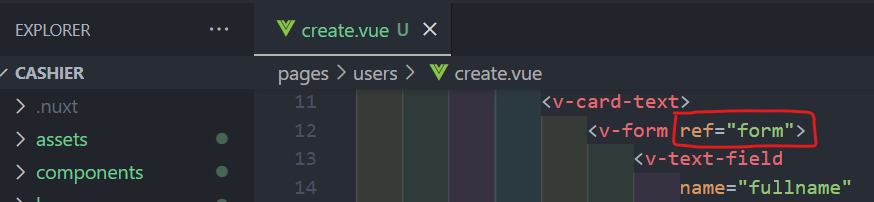 EXPLORER ...
create.vue U ×
CASHIER
pages > users > create.vue
> .nuxt
11 <v-card-text>
> assets
12 <v-form ref="form">
> components
13 <v-text-field
14 name="fullname"